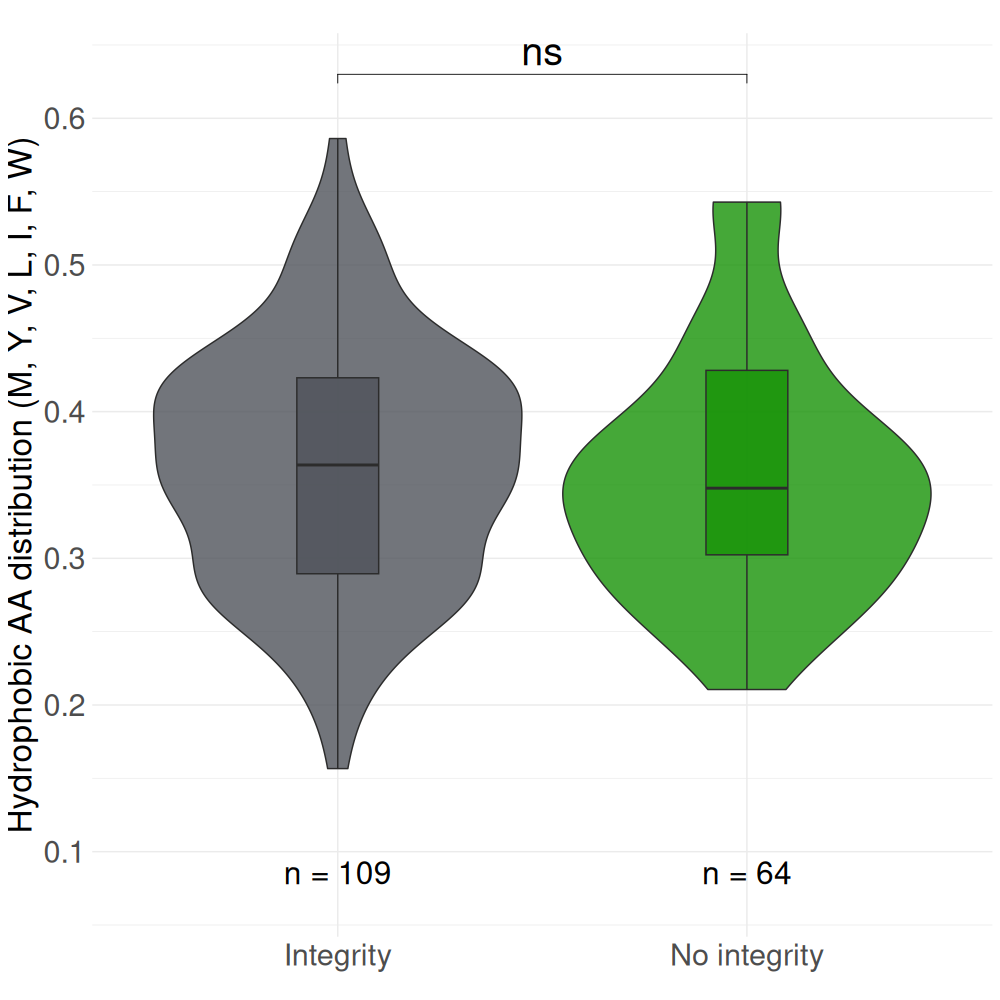 ns
Hydrophobic AA distribution (M, Y, V, L, I, F, W)
0.6
0.5
0.4
0.3
0.2
0.1
n = 109
n = 64
Integrity
No integrity